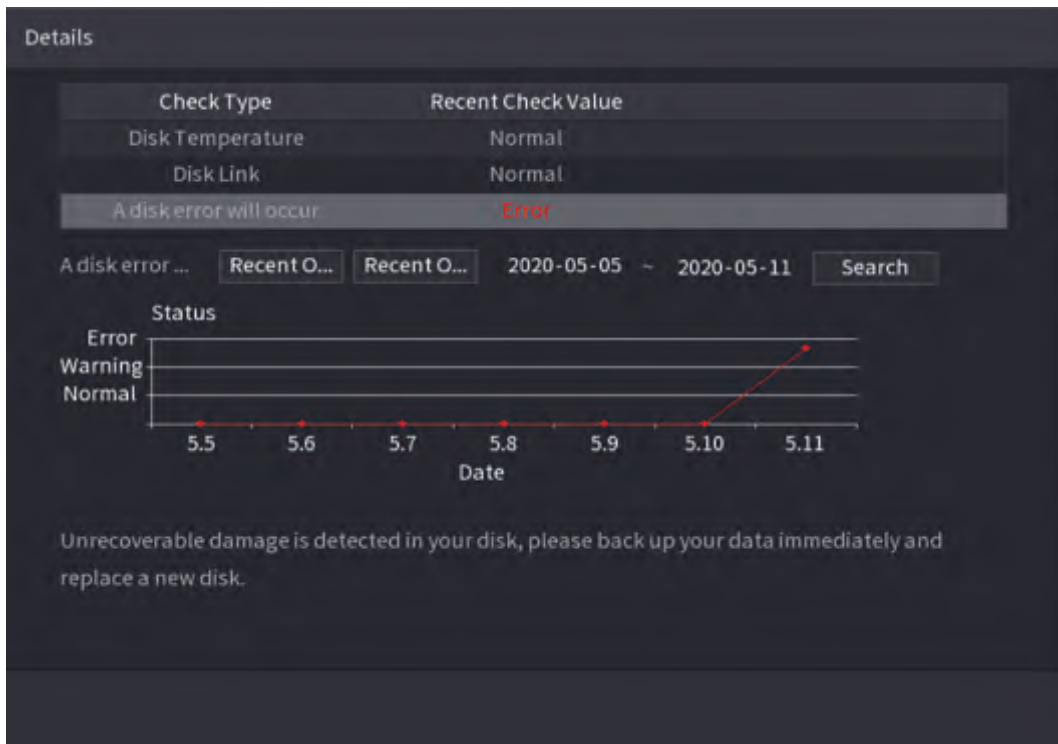 Details
Check Type Recent Check Value
Disk Temperature Normal
Disk Link Normal
A disk error will occur Error
A disk error ... Recent O... Recent O... 2020-05-05 ~ 2020-05-11 Search
Status
Error
Warning
Normal
5.5 5.6 5.7 5.8 5.9 5.10 5.11
Date
Unrecoverable damage is detected in your disk, please back up your data immediately and
replace a new disk.